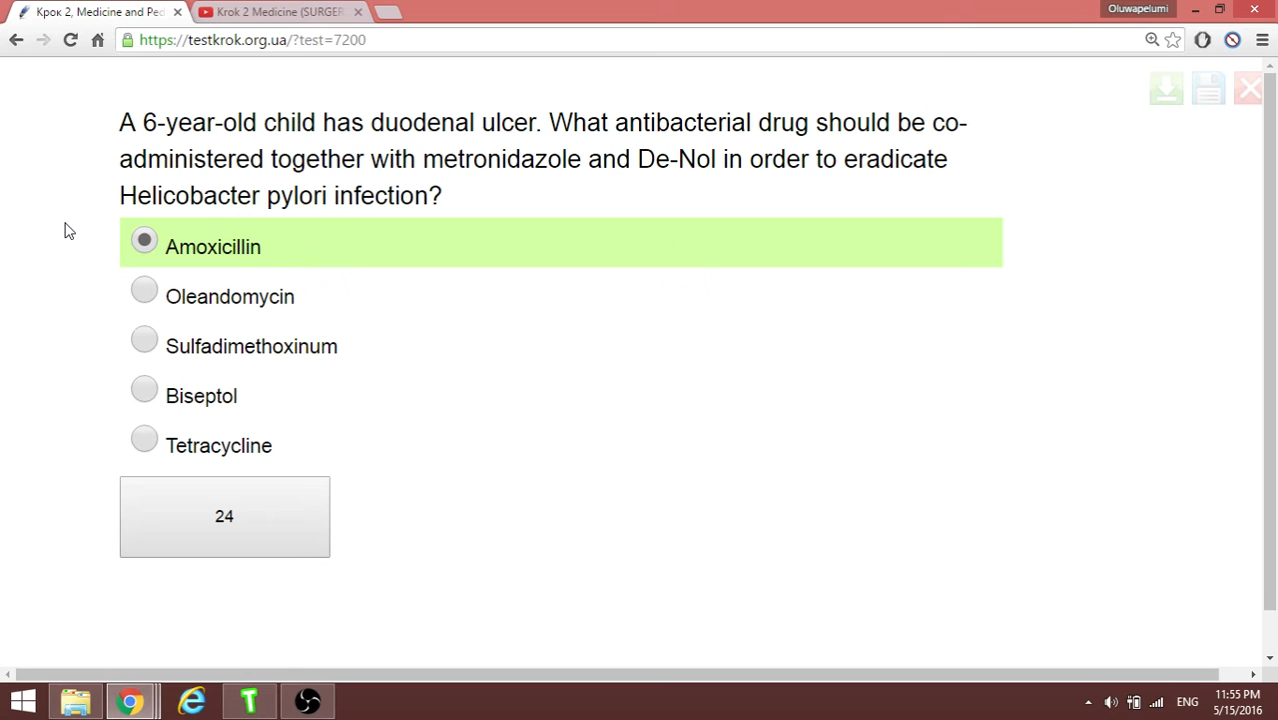 Крок 2, Medicine and Ped
Krok 2 Medicine (SURGER
Oluwapelumi
https://testkrok.org.ua/?test=7200
A 6-year-old child has duodenal ulcer. What antibacterial drug should be co-
administered together with metronidazole and De-Nol in order to eradicate
Helicobacter pylori infection?
Amoxicillin
Oleandomycin
Sulfadimethoxinum
Biseptol
Tetracycline
24
ENG
11:55 PM
5/15/2016